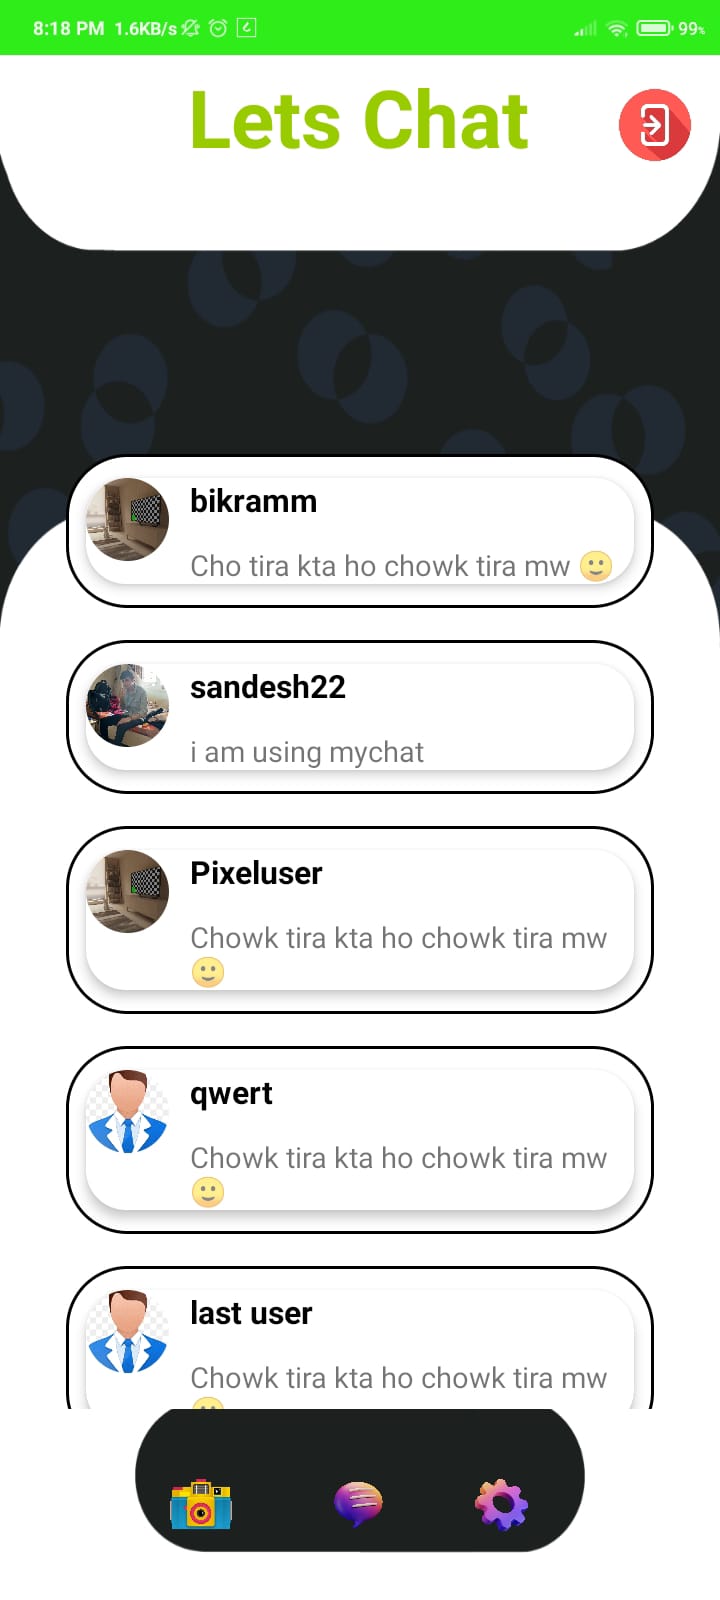 8:18 PM 1.6KB/s 99%
Lets Chat
bikramm
Cho tira kta ho chowk tira mw 🙂
sandesh22
i am using mychat
Pixeluser
Chowk tira kta ho chowk tira mw
🙂
qwert
Chowk tira kta ho chowk tira mw
🙂
last user
Chowk tira kta ho chowk tira mw
🙂